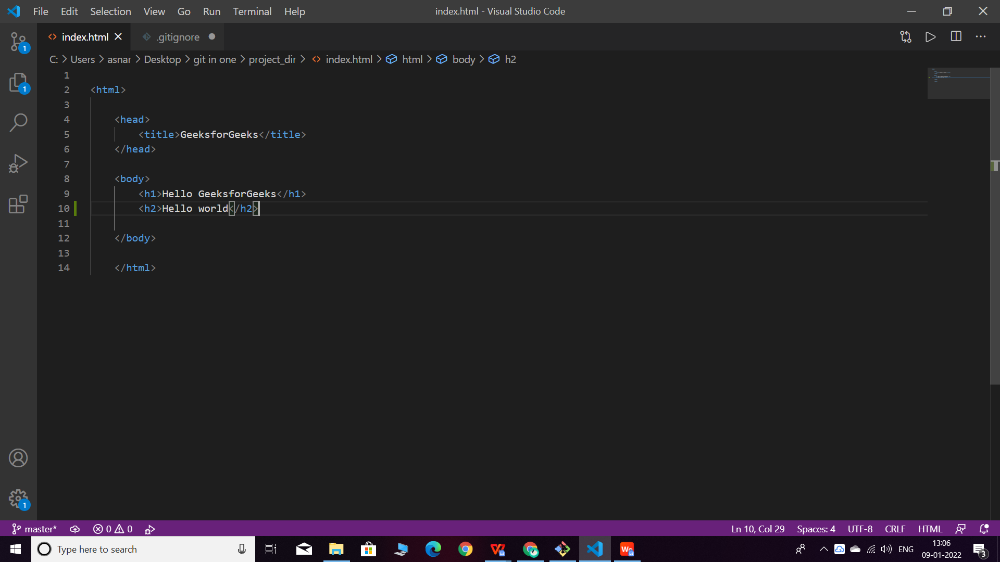 File Edit Selection View Go Run Terminal Help index.html - Visual Studio Code
index.html .gitignore
C: > Users > asnar > Desktop > git in one > project_dir > index.html > html > body > h2
1
2 <html>
3
4 <head>
5 <title>GeeksforGeeks</title>
6 </head>
7
8 <body>
9 <h1>Hello GeeksforGeeks</h1>
10 <h2>Hello world</h2>
11
12 </body>
13
14 </html>
1
1
1
master* 0 0 Ln 10, Col 29 Spaces: 4 UTF-8 CRLF HTML
Type here to search ENG 13:06
09-01-2022 3